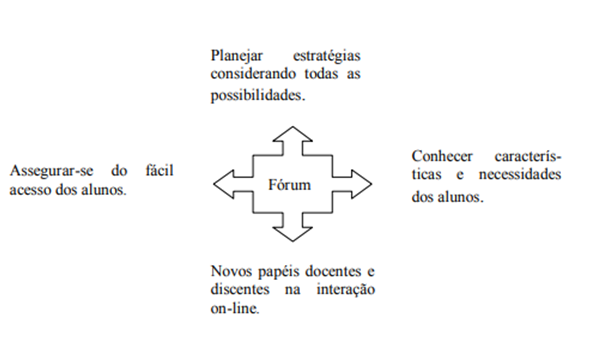 Planejar estratégias
considerando todas as
possibilidades.
Assegurar-se do fácil
acesso dos alunos.
Fórum
Conhecer caracterís-
ticas e necessidades
dos alunos.
Novos papéis docentes e
discentes na interação
on-line.